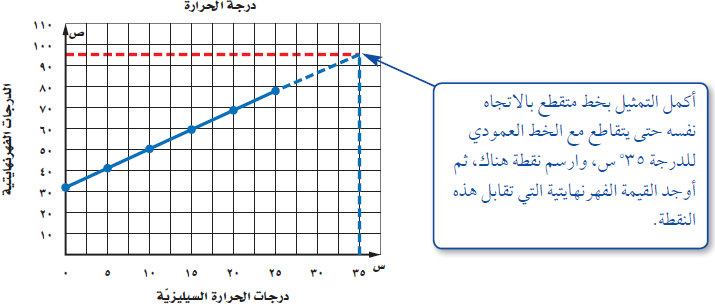 درجة الحرارة
ص
١١٠
١٠٠
٩٠
٨٠
٧٠
٦٠
٥٠
٤٠
٣٠
٢٠
١٠
الدرجات الفهرنهايتية
٠ ٥ ١٠ ١٥ ٢٠ ٢٥ ٣٠ ٣٥ س
درجات الحرارة السيليزيّة
أكمل التمثيل بخط متقطع بالاتجاه
نفسه حتى يتقاطع مع الخط العمودي
للدرجة ٣٥° س، وارسم نقطة هناك، ثم
أوجد القيمة الفهرنهايتية التي تقابل هذه
النقطة.